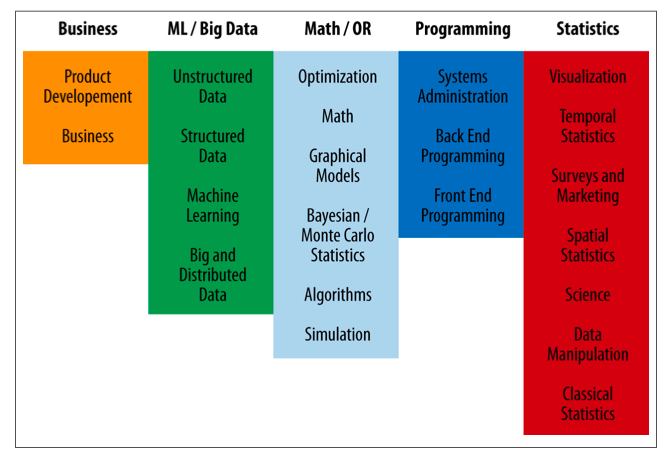 Business
ML / Big Data
Math / OR
Programming
Statistics
Product
Developement
Business
Unstructured
Data
Structured
Data
Machine
Learning
Big and
Distributed
Data
Optimization
Math
Graphical
Models
Bayesian /
Monte Carlo
Statistics
Algorithms
Simulation
Systems
Administration
Back End
Programming
Front End
Programming
Visualization
Temporal
Statistics
Surveys and
Marketing
Spatial
Statistics
Science
Data
Manipulation
Classical
Statistics